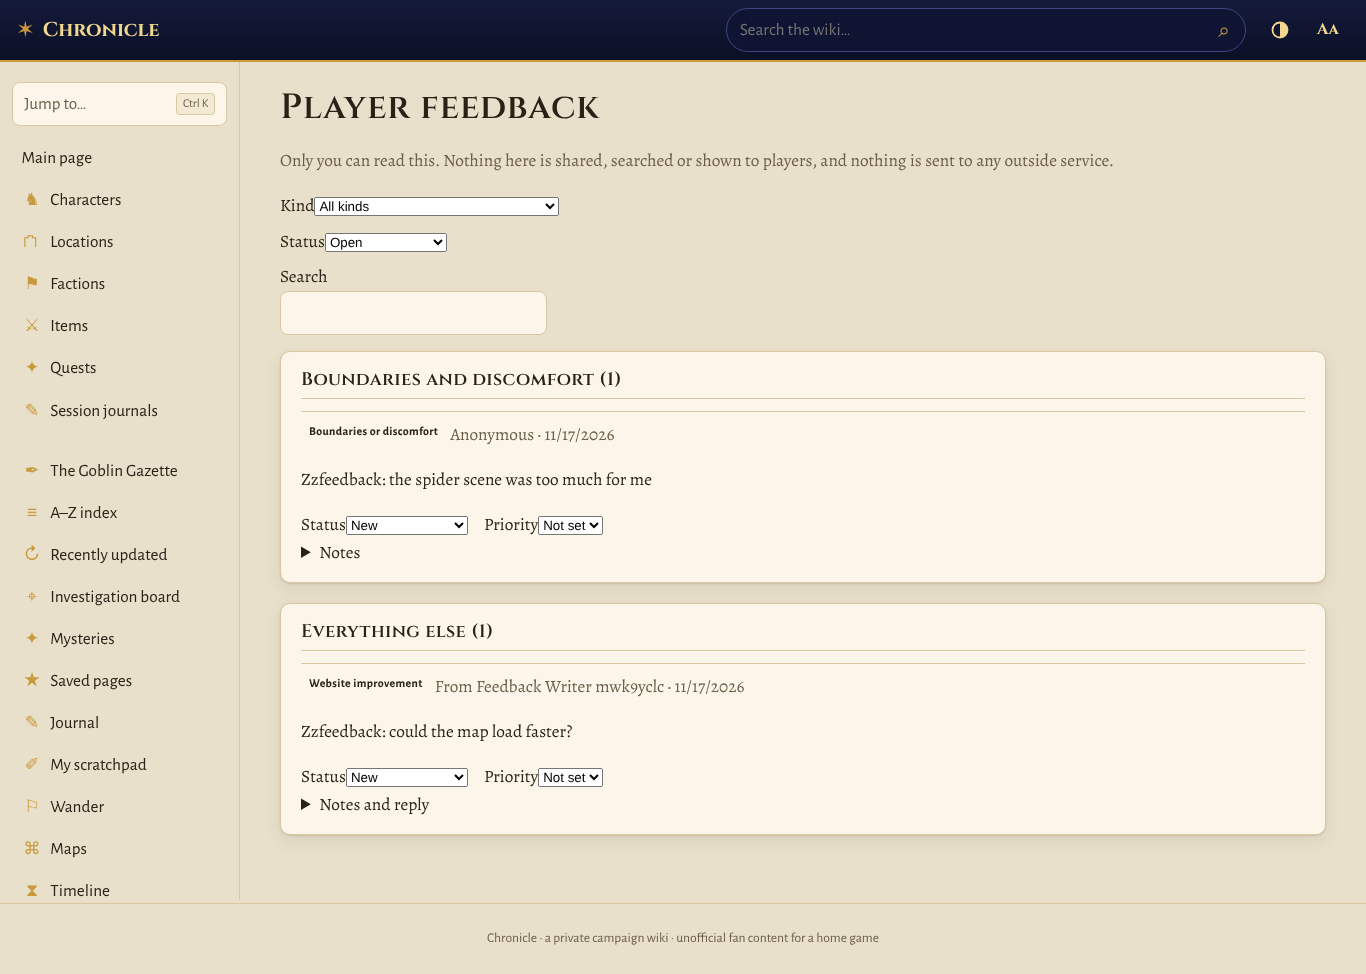 Chronicle
Search the wiki...
Aa
Jump to...
Ctrl K
Main page
Characters
Locations
Factions
Items
Quests
Session journals
The Goblin Gazette
A–Z index
Recently updated
Investigation board
Mysteries
Saved pages
Journal
My scratchpad
Wander
Maps
Timeline
Player feedback
Only you can read this. Nothing here is shared, searched or shown to players, and nothing is sent to any outside service.
Kind All kinds
Status Open
Search
Boundaries and discomfort (1)
Boundaries or discomfort Anonymous · 11/17/2026
Zzfeedback: the spider scene was too much for me
Status New Priority Not set
Notes
Everything else (1)
Website improvement From Feedback Writer mwk9yclc · 11/17/2026
Zzfeedback: could the map load faster?
Status New Priority Not set
Notes and reply
Chronicle · a private campaign wiki · unofficial fan content for a home game